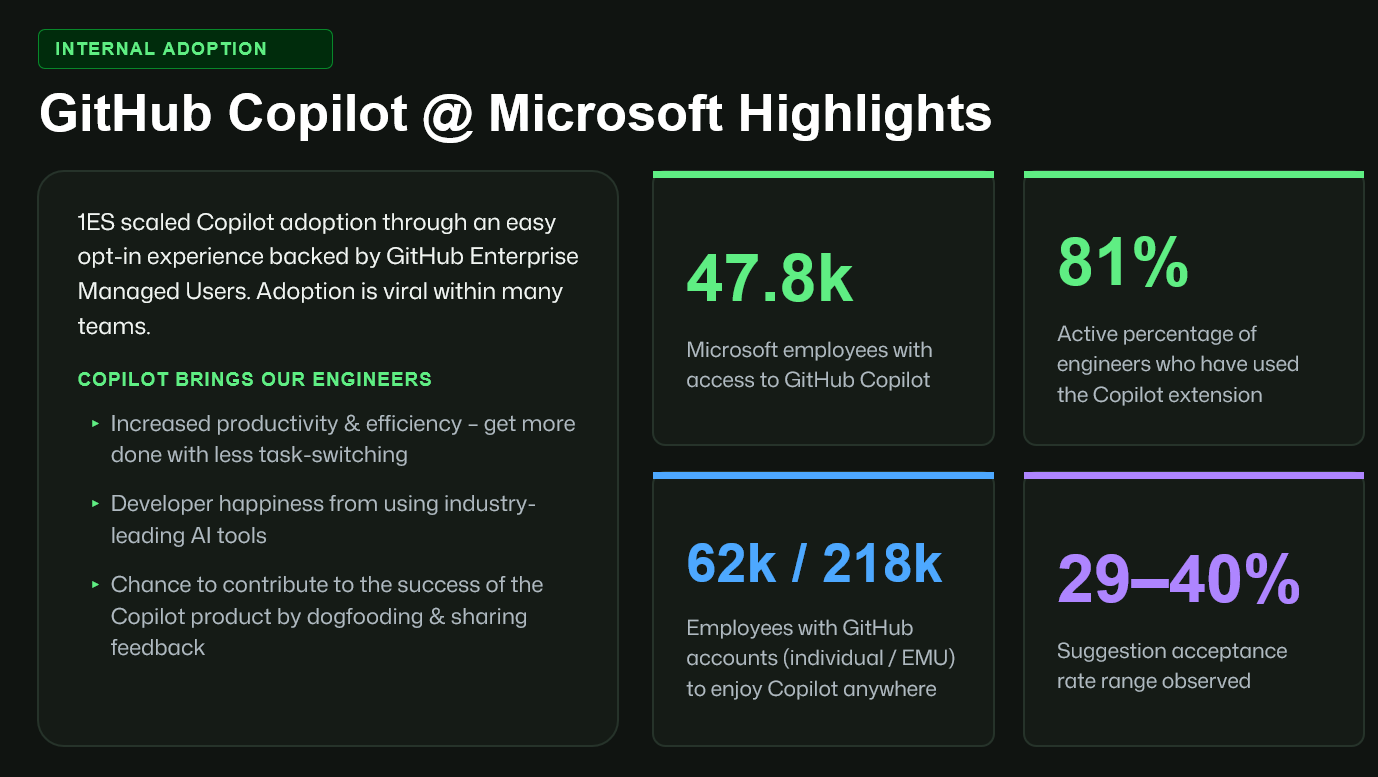 INTERNAL ADOPTION
GitHub Copilot @ Microsoft Highlights
1ES scaled Copilot adoption through an easy
opt-in experience backed by GitHub Enterprise
Managed Users. Adoption is viral within many
teams.
COPILOT BRINGS OUR ENGINEERS
▸ Increased productivity & efficiency – get more
done with less task-switching
▸ Developer happiness from using industry-
leading AI tools
▸ Chance to contribute to the success of the
Copilot product by dogfooding & sharing
feedback
47.8k
Microsoft employees with
access to GitHub Copilot
81%
Active percentage of
engineers who have used
the Copilot extension
62k / 218k
Employees with GitHub
accounts (individual / EMU)
to enjoy Copilot anywhere
29–40%
Suggestion acceptance
rate range observed